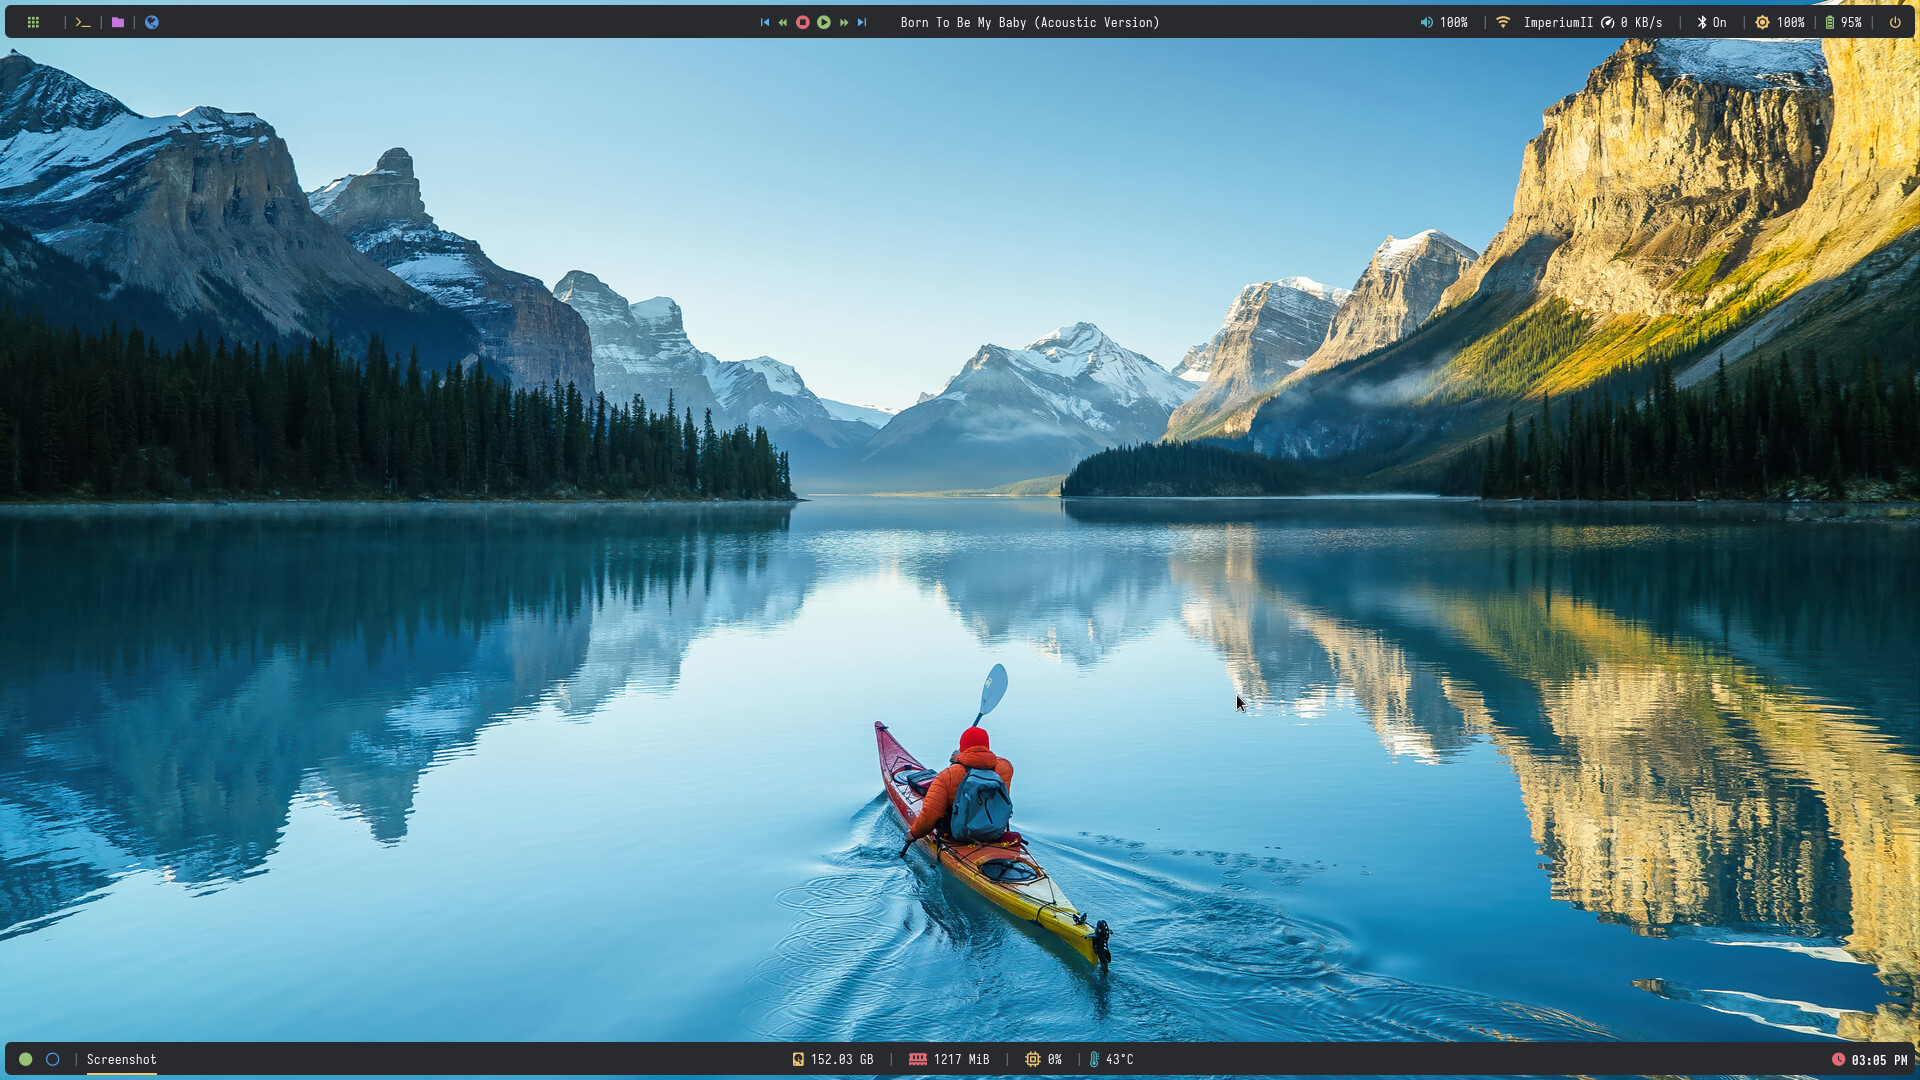 Born To Be My Baby (Acoustic Version)
100% | ImperiumII 0 KB/s | On | 100% | 95% |
| Screenshot
152.03 GB | 1217 MiB | 0% | 43°C
03:05 PM